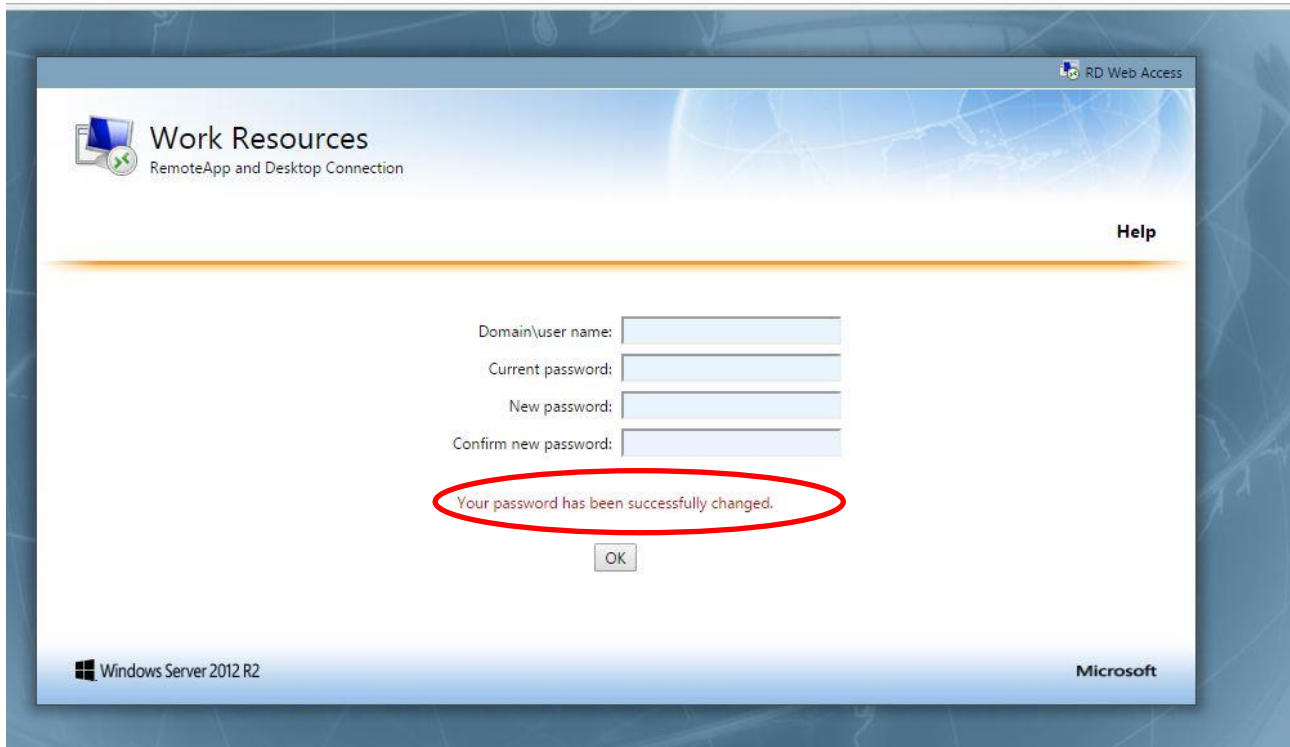 RD Web Access
Work Resources
RemoteApp and Desktop Connection
Help
Domain\user name:
Current password:
New password:
Confirm new password:
Your password has been successfully changed.
OK
Windows Server 2012 R2
Microsoft